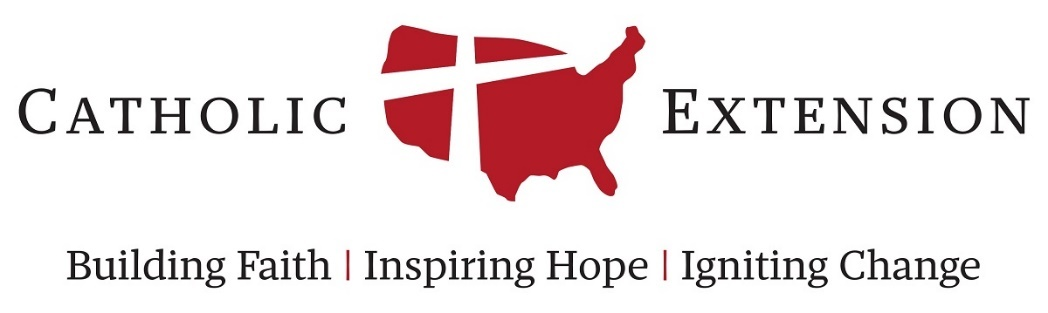 CATHOLIC EXTENSION
Building Faith | Inspiring Hope | Igniting Change